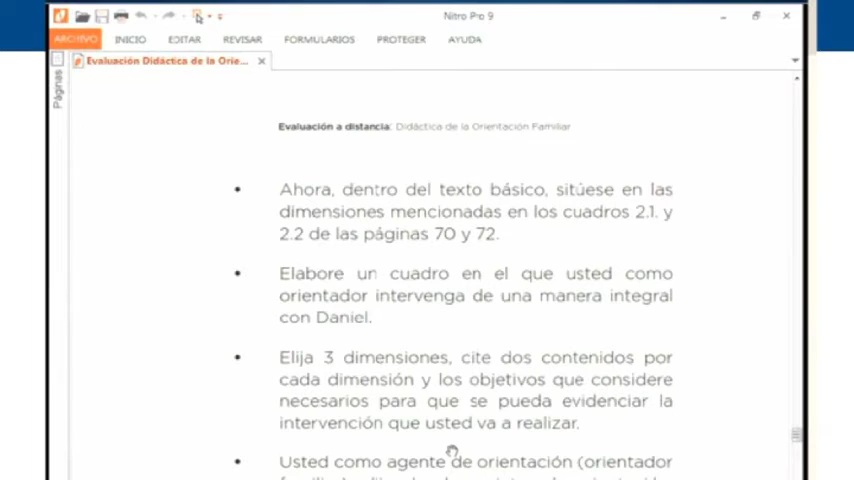 Nitro Pro 9
ARCHIVO INICIO EDITAR REVISAR FORMULARIOS PROTEGER AYUDA
Evaluación Didáctica de la Orie...
Páginas
Evaluación a distancia: Didáctica de la Orientación Familiar
• Ahora, dentro del texto básico, sitúese en las
dimensiones mencionadas en los cuadros 2.1. y
2.2 de las páginas 70 y 72.
• Elabore un cuadro en el que usted como
orientador intervenga de una manera integral
con Daniel.
• Elija 3 dimensiones, cite dos contenidos por
cada dimensión y los objetivos que considere
necesarios para que se pueda evidenciar la
intervención que usted va a realizar.
• Usted como agente de orientación (orientador